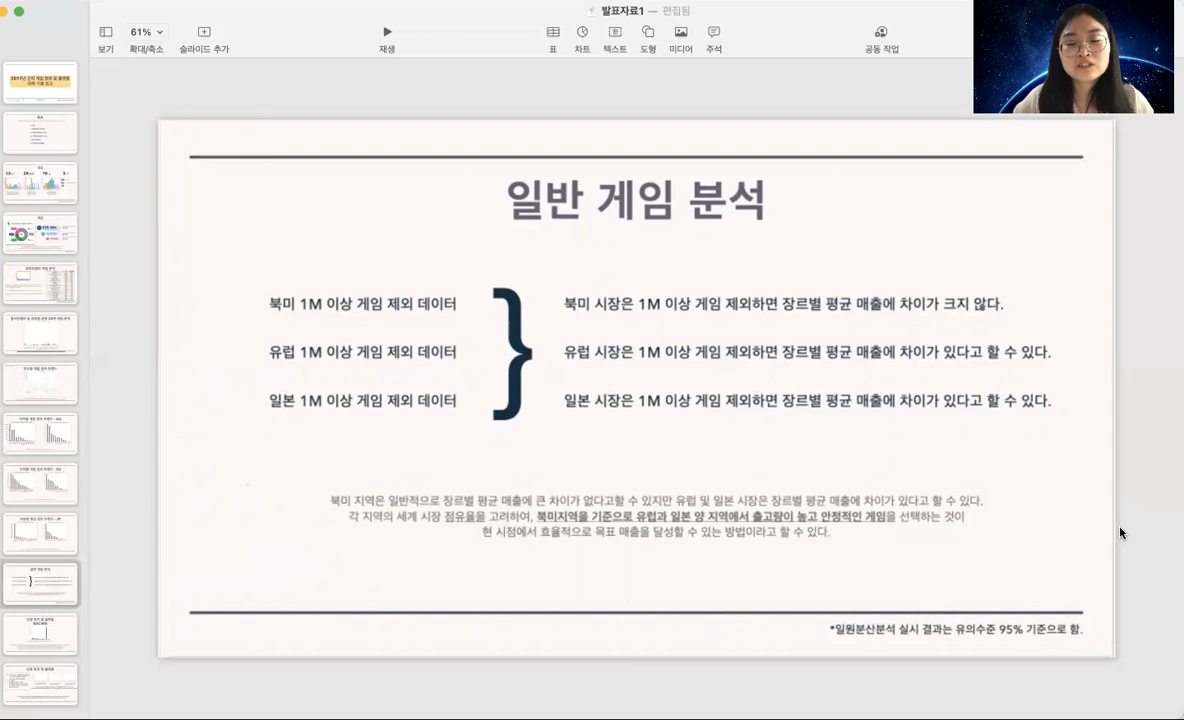 발표자료1 — 편집됨
61%
보기
확대/축소
슬라이드 추가
재생
표
차트
텍스트
도형
미디어
주석
공동 작업
일반 게임 분석
북미 1M 이상 게임 제외 데이터
북미 시장은 1M 이상 게임 제외하면 장르별 평균 매출에 차이가 크지 않다.
유럽 1M 이상 게임 제외 데이터
유럽 시장은 1M 이상 게임 제외하면 장르별 평균 매출에 차이가 있다고 할 수 있다.
일본 1M 이상 게임 제외 데이터
일본 시장은 1M 이상 게임 제외하면 장르별 평균 매출에 차이가 있다고 할 수 있다.
북미 지역은 일반적으로 장르별 평균 매출에 큰 차이가 없다고할 수 있지만 유럽 및 일본 시장은 장르별 평균 매출에 차이가 있다고 할 수 있다.
각 지역의 세계 시장 점유율을 고려하여, 북미지역을 기준으로 유럽과 일본 양 지역에서 출고량이 높고 안정적인 게임을 선택하는 것이
현 시점에서 효율적으로 목표 매출을 달성할 수 있는 방법이라고 할 수 있다.
*일원분산분석 실시 결과는 유의수준 95% 기준으로 함.